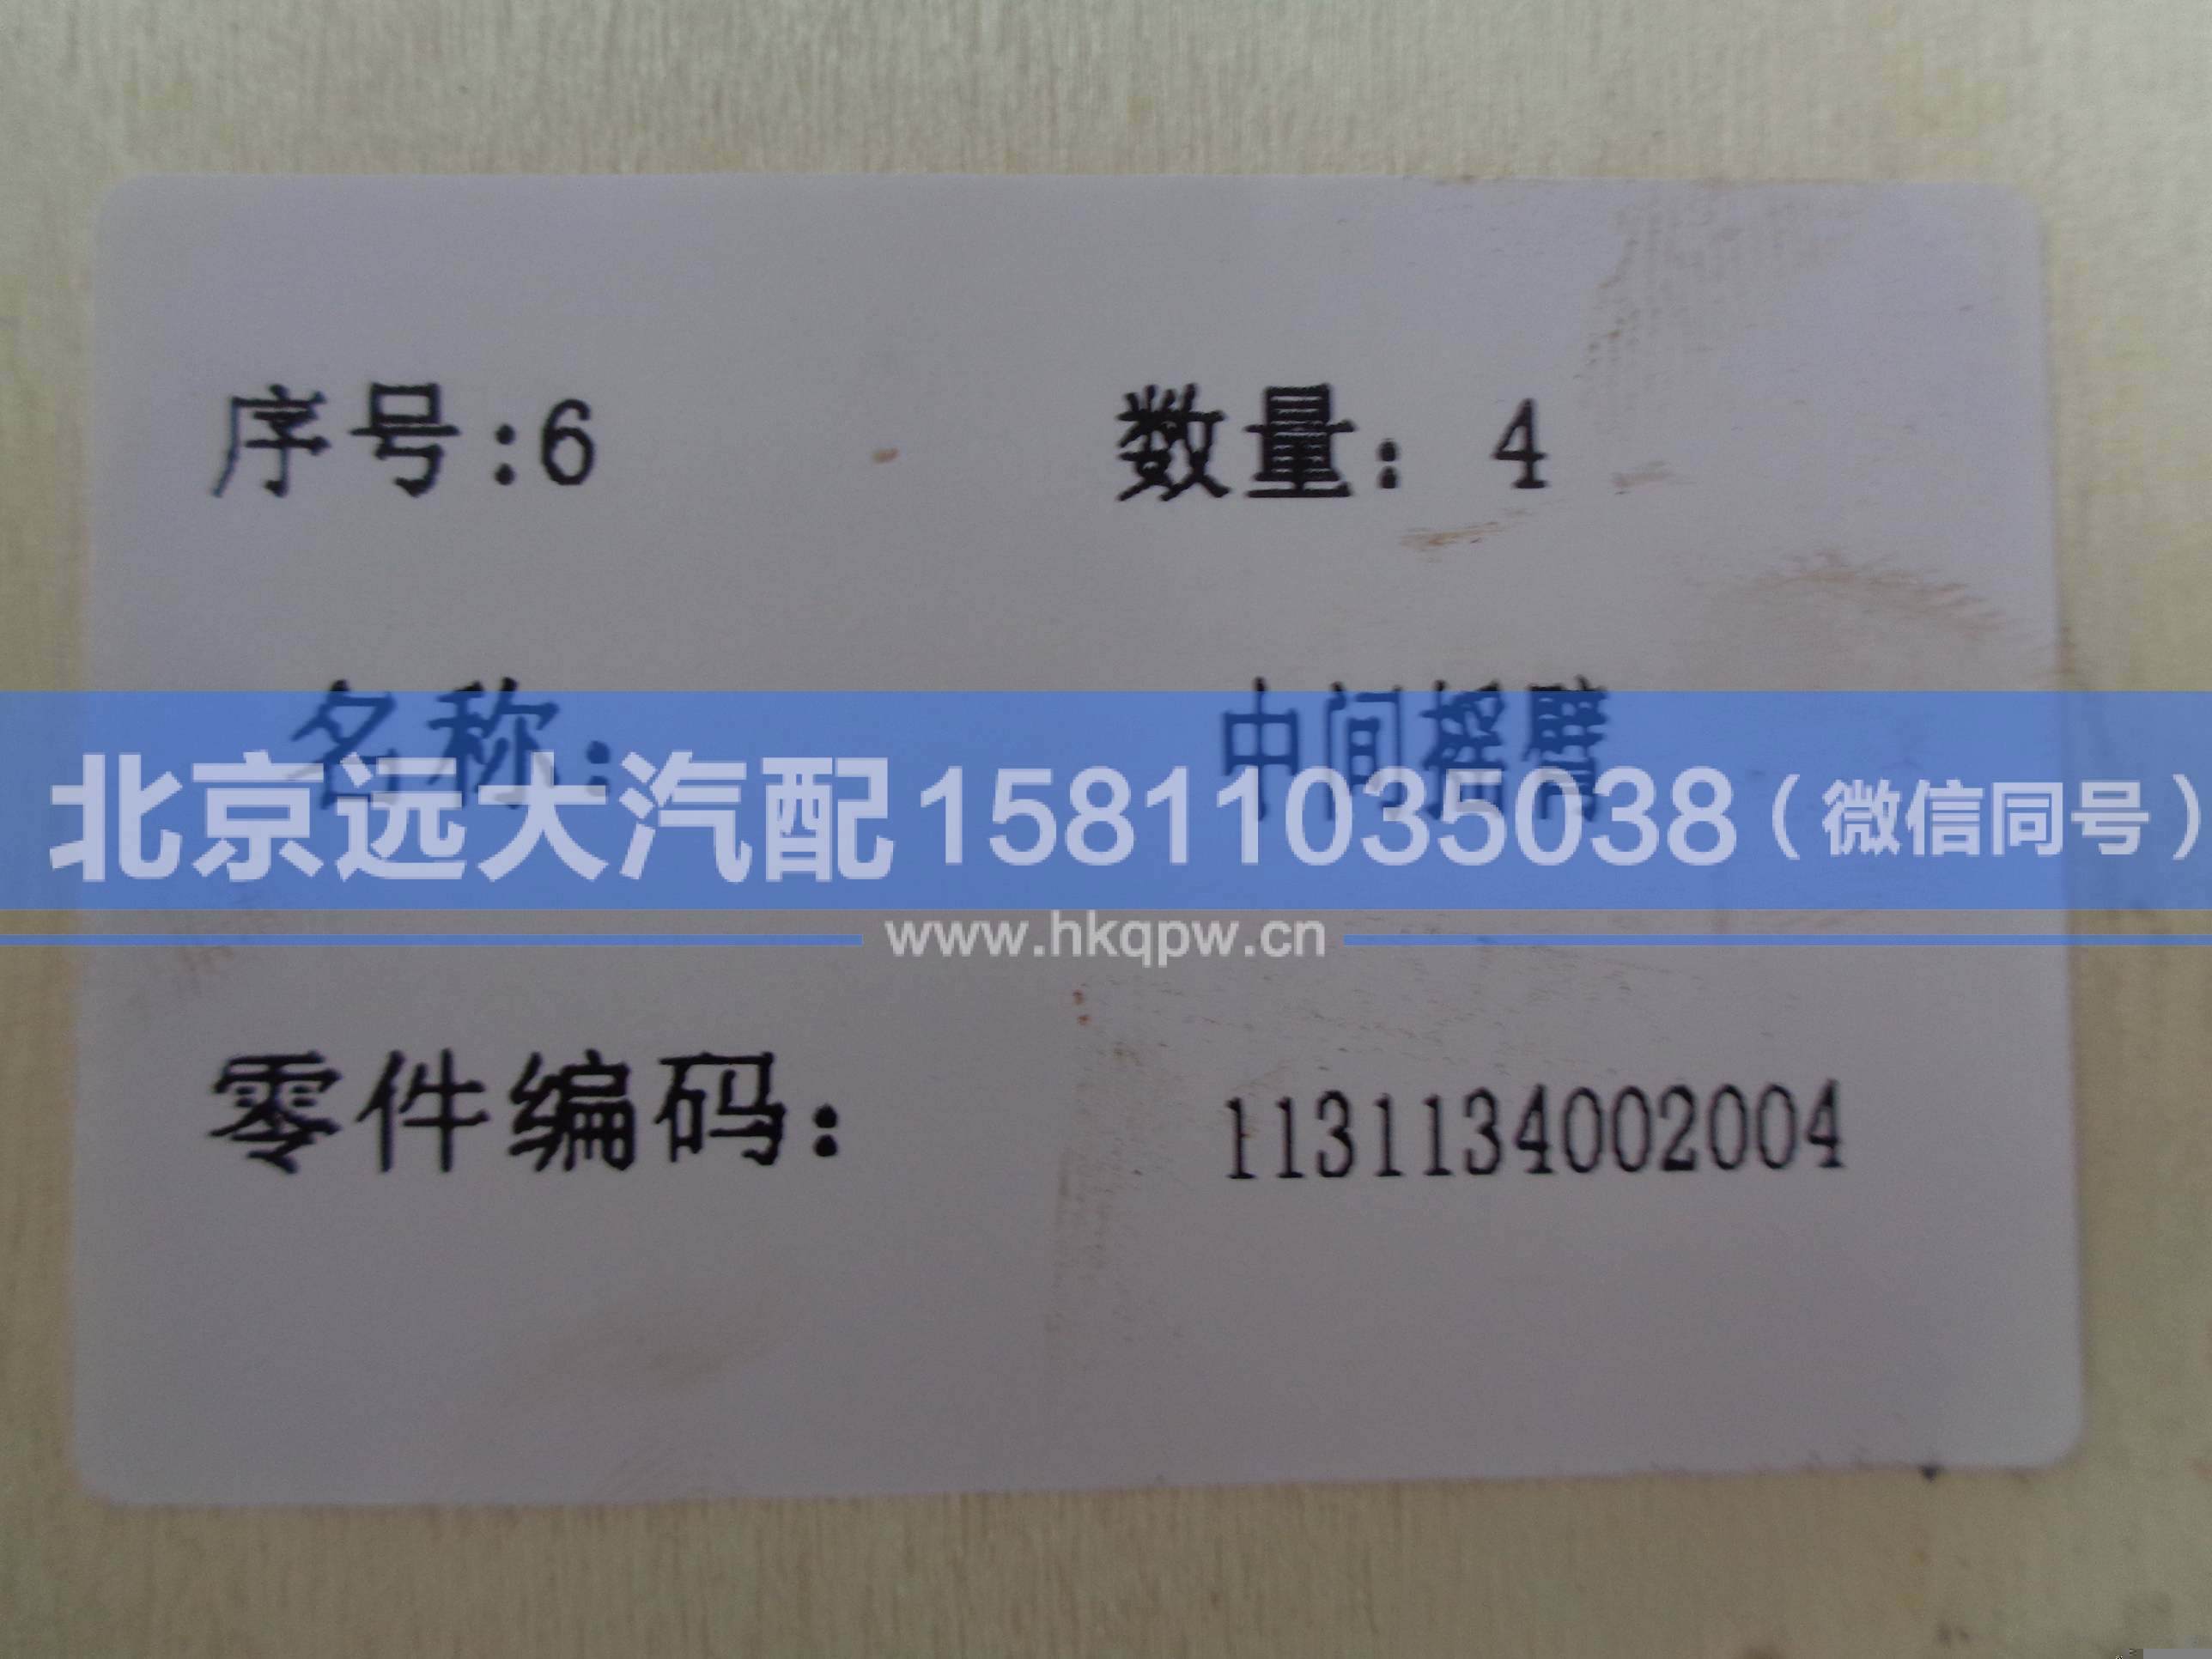 序号:6 数量: 4
名称: 中间摇臂
北京远大汽配15811035038(微信同号)
www.hkqpw.cn
零件编码: 1131134002004